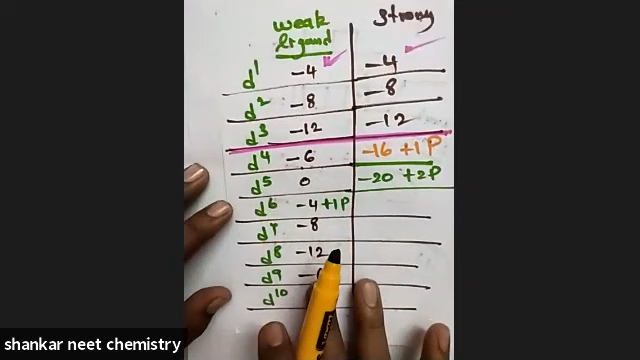 weak strong
ligand
d1 -4 -4
d2 -8 -8
d3 -12 -12
d4 -6 -16 +1P
d5 0 -20 +2P
d6 -4+1P
d7 -8
d8 -12
d9
d10
shankar neet chemistry